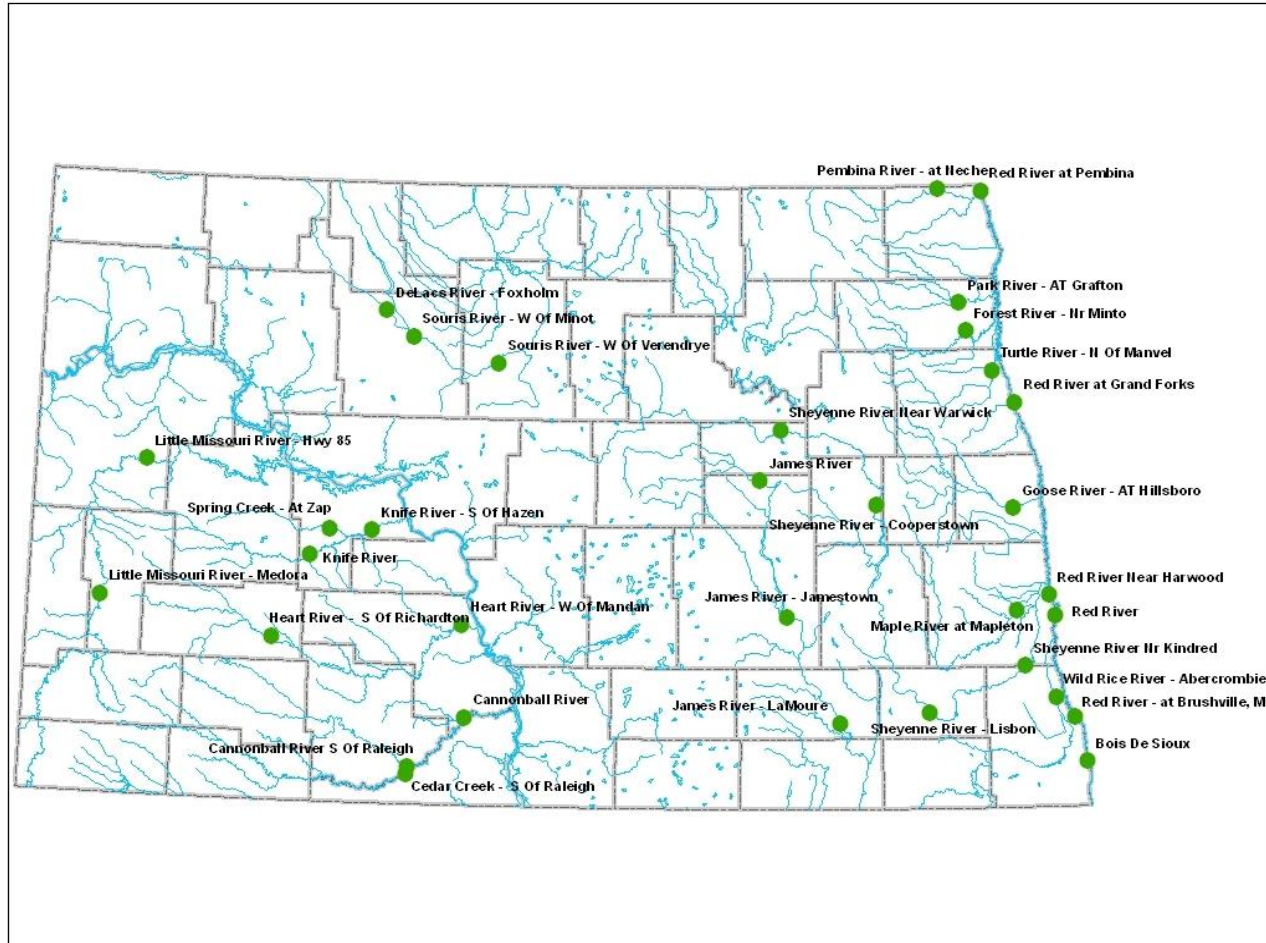 Pembina River - at Neche
Red River at Pembina
DeLacs River - Foxholm
Park River - AT Grafton
Forest River - Nr Minto
Souris River - W Of Minot
Souris River - W Of Verendrye
Turtle River - N Of Manvel
Red River at Grand Forks
Sheyenne River Near Warwick
Little Missouri River - Hwy 85
James River
Goose River - AT Hillsboro
Spring Creek - At Zap
Knife River - S Of Hazen
Sheyenne River - Cooperstown
Knife River
Little Missouri River - Medora
Red River Near Harwood
Heart River - W Of Mandan
James River - Jamestown
Red River
Heart River - S Of Richardton
Maple River at Mapleton
Sheyenne River Nr Kindred
Wild Rice River - Abercrombie
Cannonball River
James River - LaMoure
Red River - at Brushville, M
Sheyenne River - Lisbon
Bois De Sioux
Cannonball River S Of Raleigh
Cedar Creek - S Of Raleigh